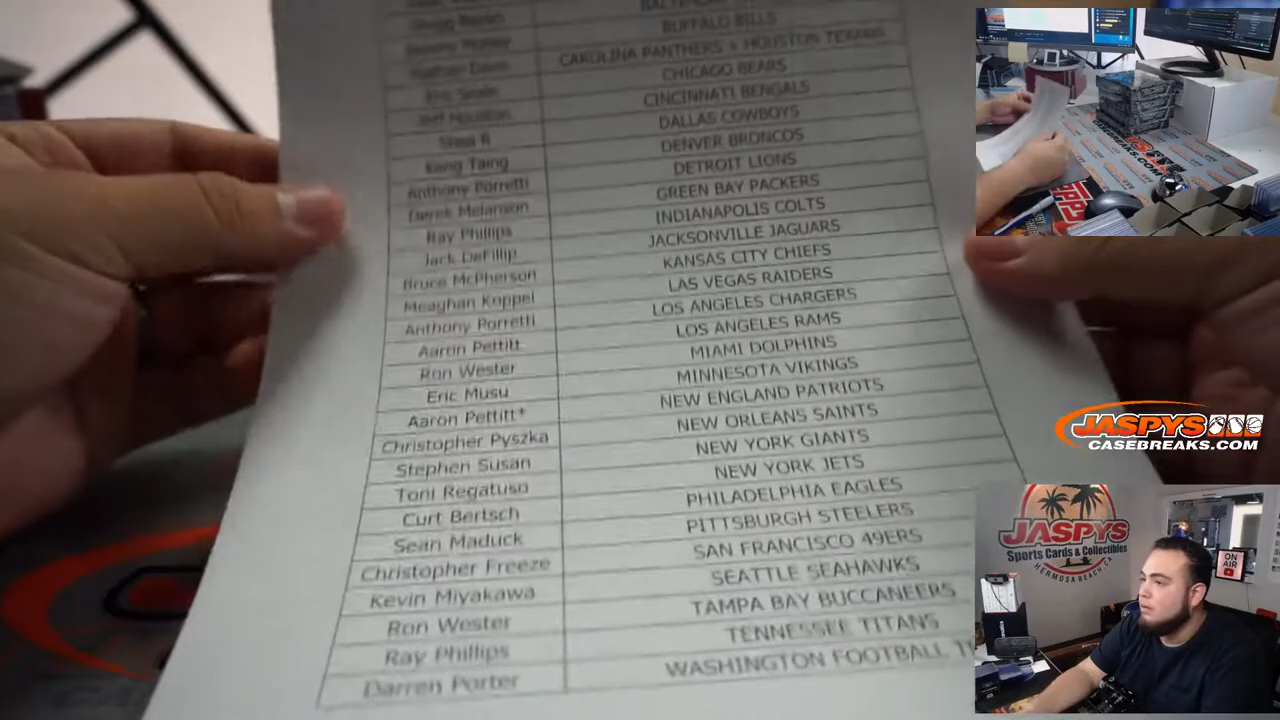 BUFFALO BILLS
CAROLINA PANTHERS + HOUSTON TEXANS
CHICAGO BEARS
CINCINNATI BENGALS
Shea R DALLAS COWBOYS
Keng Taing DENVER BRONCOS
Anthony Porretti DETROIT LIONS
Derek Melanson GREEN BAY PACKERS
Ray Phillips INDIANAPOLIS COLTS
Jack DeFillip JACKSONVILLE JAGUARS
Bruce McPherson KANSAS CITY CHIEFS
Meaghan Koppel LAS VEGAS RAIDERS
Anthony Porretti LOS ANGELES CHARGERS
Aaron Pettitt LOS ANGELES RAMS
Ron Wester MIAMI DOLPHINS
Eric Musu MINNESOTA VIKINGS
Aaron Pettitt* NEW ENGLAND PATRIOTS
Christopher Pyszka NEW ORLEANS SAINTS
Stephen Susan NEW YORK GIANTS
Toni Regatuso NEW YORK JETS
Curt Bertsch PHILADELPHIA EAGLES
Sean Maduck PITTSBURGH STEELERS
Christopher Freeze SAN FRANCISCO 49ERS
Kevin Miyakawa SEATTLE SEAHAWKS
Ron Wester TAMPA BAY BUCCANEERS
Ray Phillips TENNESSEE TITANS
Darren Porter WASHINGTON FOOTBALL
JASPYS
CASEBREAKS.COM
JASPYS
Sports Cards & Collectibles
HERMOSA BEACH, CA
ON
AIR